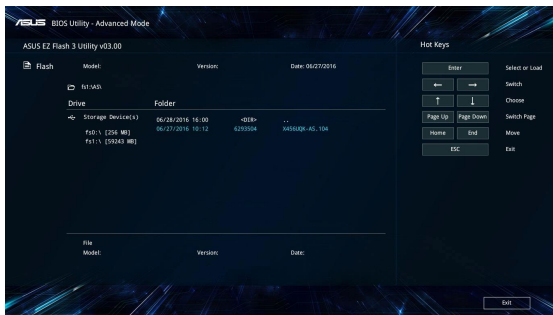 ASUS BIOS Utility - Advanced Mode
ASUS EZ Flash 3 Utility v03.00
Hot Keys
Flash Model: Version: Date: 06/27/2016
fs1:\AS\
Drive Folder
Storage Device(s) 06/28/2016 16:00 <DIR> ..
06/27/2016 10:12 6293504 X456UQK-AS.104
fs0:\ [256 MB]
fs1:\ [59243 MB]
File
Model: Version: Date:
Enter Select or Load
← → Switch
↑ ↓ Choose
Page Up Page Down Switch Page
Home End Move
ESC Exit
Exit